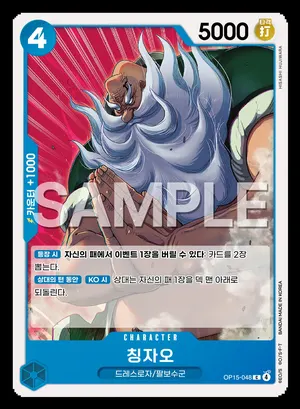 4
5000
타격
打
HISASHI FUJIWARA
카운터 +1000
SAMPLE
등장 시 자신의 패에서 이벤트 1장을 버릴 수 있다: 카드를 2장
뽑는다.
상대의 턴 동안 KO 시 상대는 자신의 패 1장을 덱 맨 아래로
되돌린다.
CHARACTER
칭자오
드레스로자/팔보수군
OP15-048